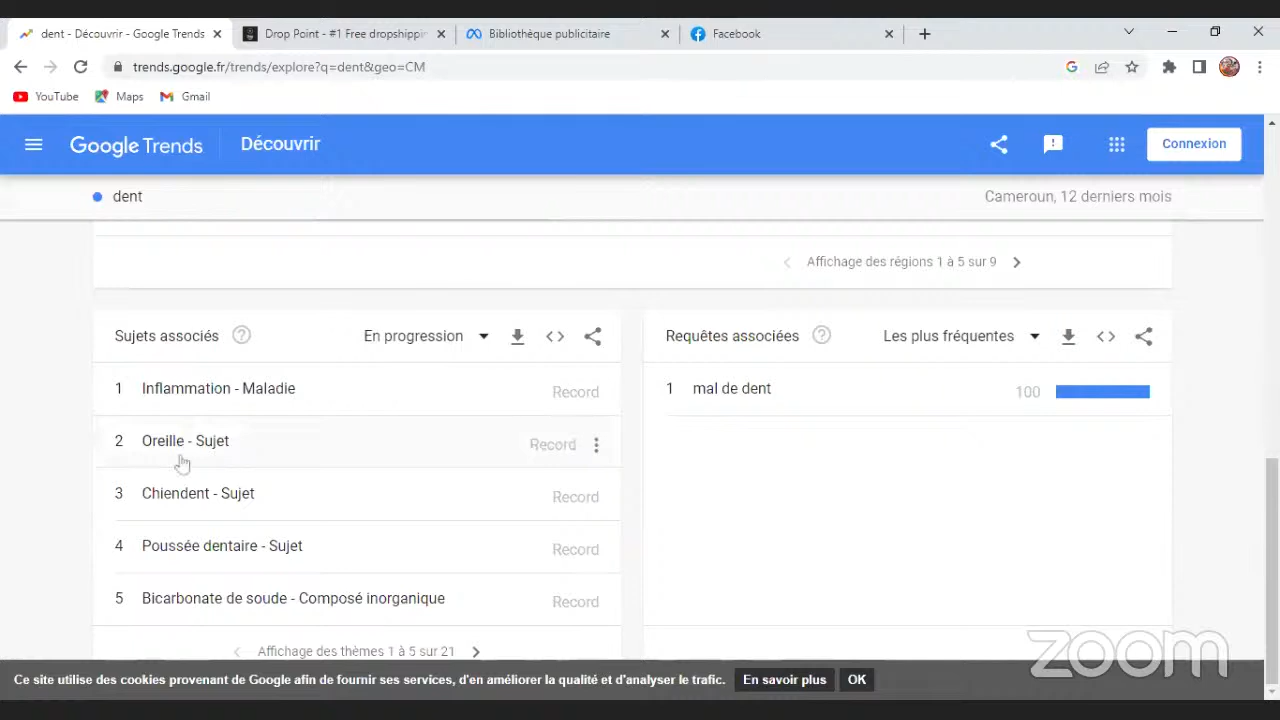 dent - Découvrir - Google Trends
Drop Point - #1 Free dropshippin
Bibliothèque publicitaire
Facebook
trends.google.fr/trends/explore?q=dent&geo=CM
YouTube
Maps
Gmail
Google Trends
Découvrir
Connexion
dent
Cameroun, 12 derniers mois
Affichage des régions 1 à 5 sur 9
Sujets associés
En progression
1 Inflammation - Maladie Record
2 Oreille - Sujet Record
3 Chiendent - Sujet Record
4 Poussée dentaire - Sujet Record
5 Bicarbonate de soude - Composé inorganique Record
Affichage des thèmes 1 à 5 sur 21
Requêtes associées
Les plus fréquentes
1 mal de dent 100
zoom
Ce site utilise des cookies provenant de Google afin de fournir ses services, d'en améliorer la qualité et d'analyser le trafic.
En savoir plus
OK